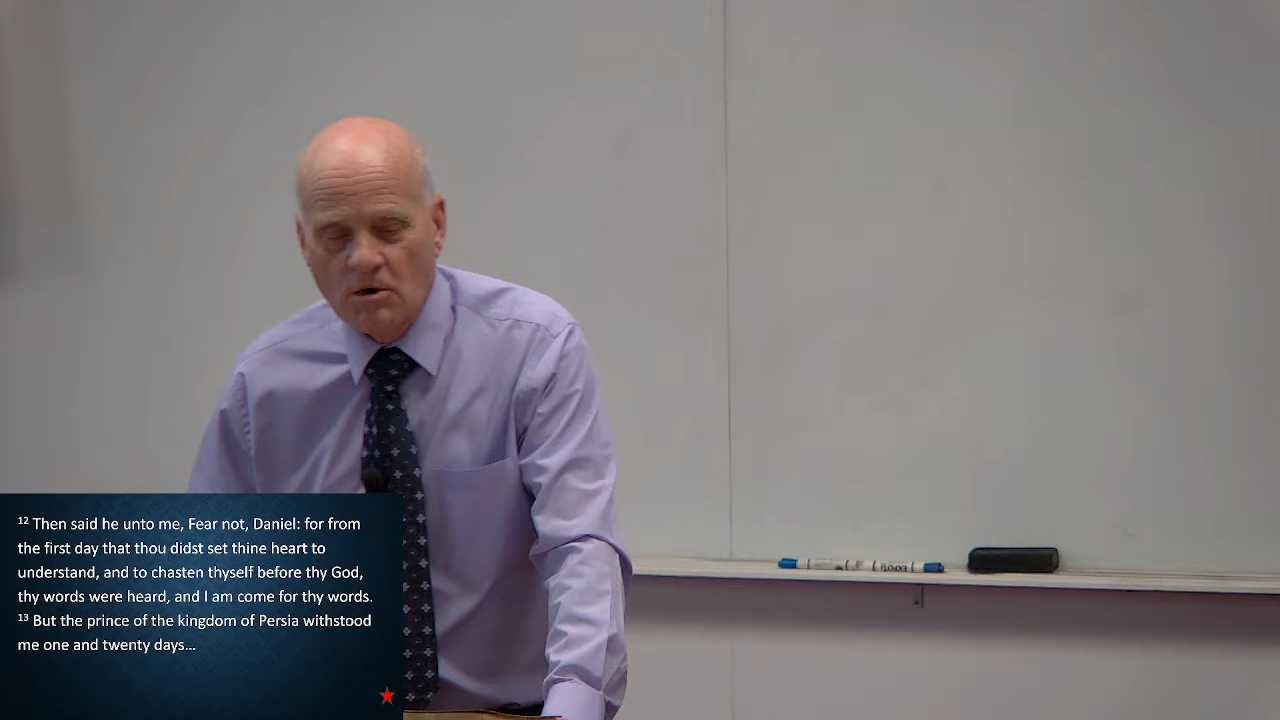 ¹² Then said he unto me, Fear not, Daniel: for from
the first day that thou didst set thine heart to
understand, and to chasten thyself before thy God,
thy words were heard, and I am come for thy words.
¹³ But the prince of the kingdom of Persia withstood
me one and twenty days...
EXPO